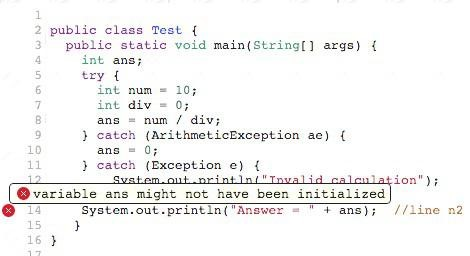 1
2 public class Test {
3 public static void main(String[] args) {
4 int ans;
5 try {
6 int num = 10;
7 int div = 0;
8 ans = num / div;
9 } catch (ArithmeticException ae) {
10 ans = 0;
11 } catch (Exception e) {
12 System.out.println("Invalid calculation");
variable ans might not have been initialized
14 System.out.println("Answer = " + ans); //line n2
15 }
16 }
17